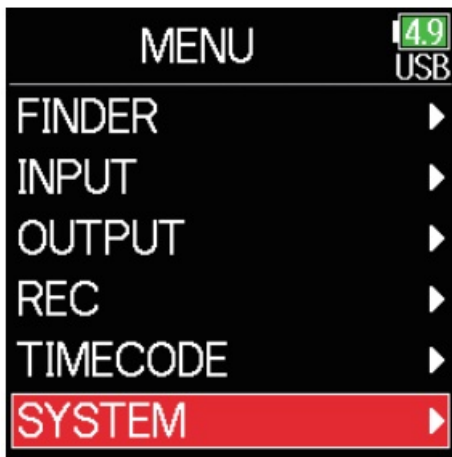 MENU
4.9
USB
FINDER
INPUT
OUTPUT
REC
TIMECODE
SYSTEM